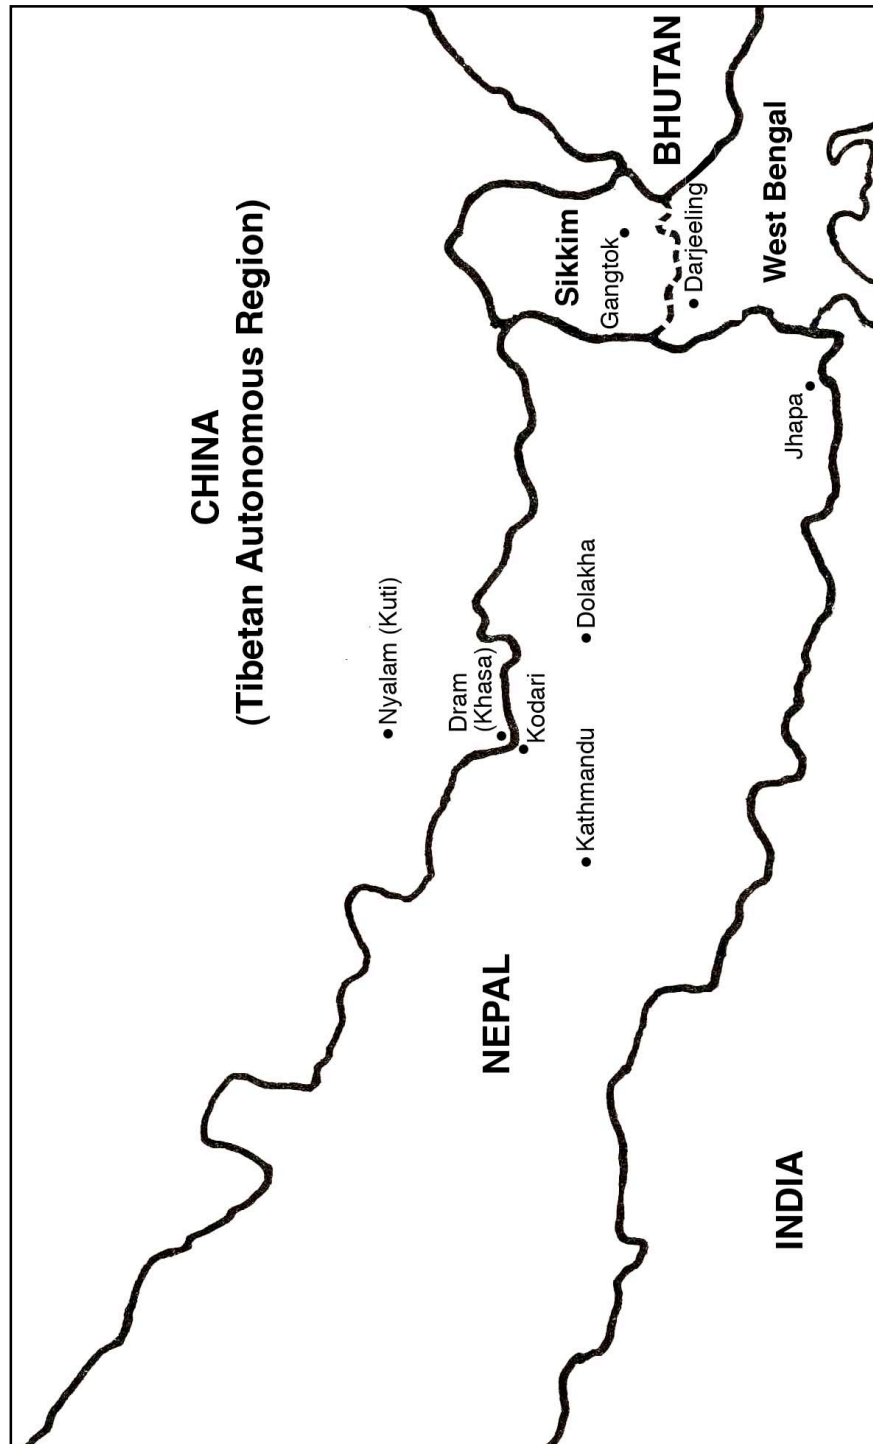 CHINA
(Tibetan Autonomous Region)
Nyalam (Kuti)
Dram
(Khasa)
Kodari
Kathmandu
Dolakha
NEPAL
Sikkim
Gangtok
BHUTAN
Darjeeling
West Bengal
Jhapa
INDIA